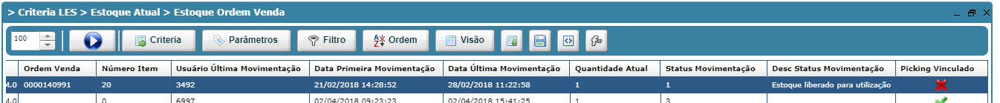 > Criteria LES > Estoque Atual > Estoque Ordem Venda
100 Criteria Parâmetros Filtro Ordem Visão
Ordem Venda Número Item Usuário Última Movimentação Data Primeira Movimentação Data Última Movimentação Quantidade Atual Status Movimentação Desc Status Movimentação Picking Vinculado
4.0 0000140991 20 3492 21/02/2018 14:28:52 28/02/2018 11:22:58 1 1 Estoque liberado para utilização
4.0 0 6997 02/04/2018 09:23:23 02/04/2018 15:41:25 1 3